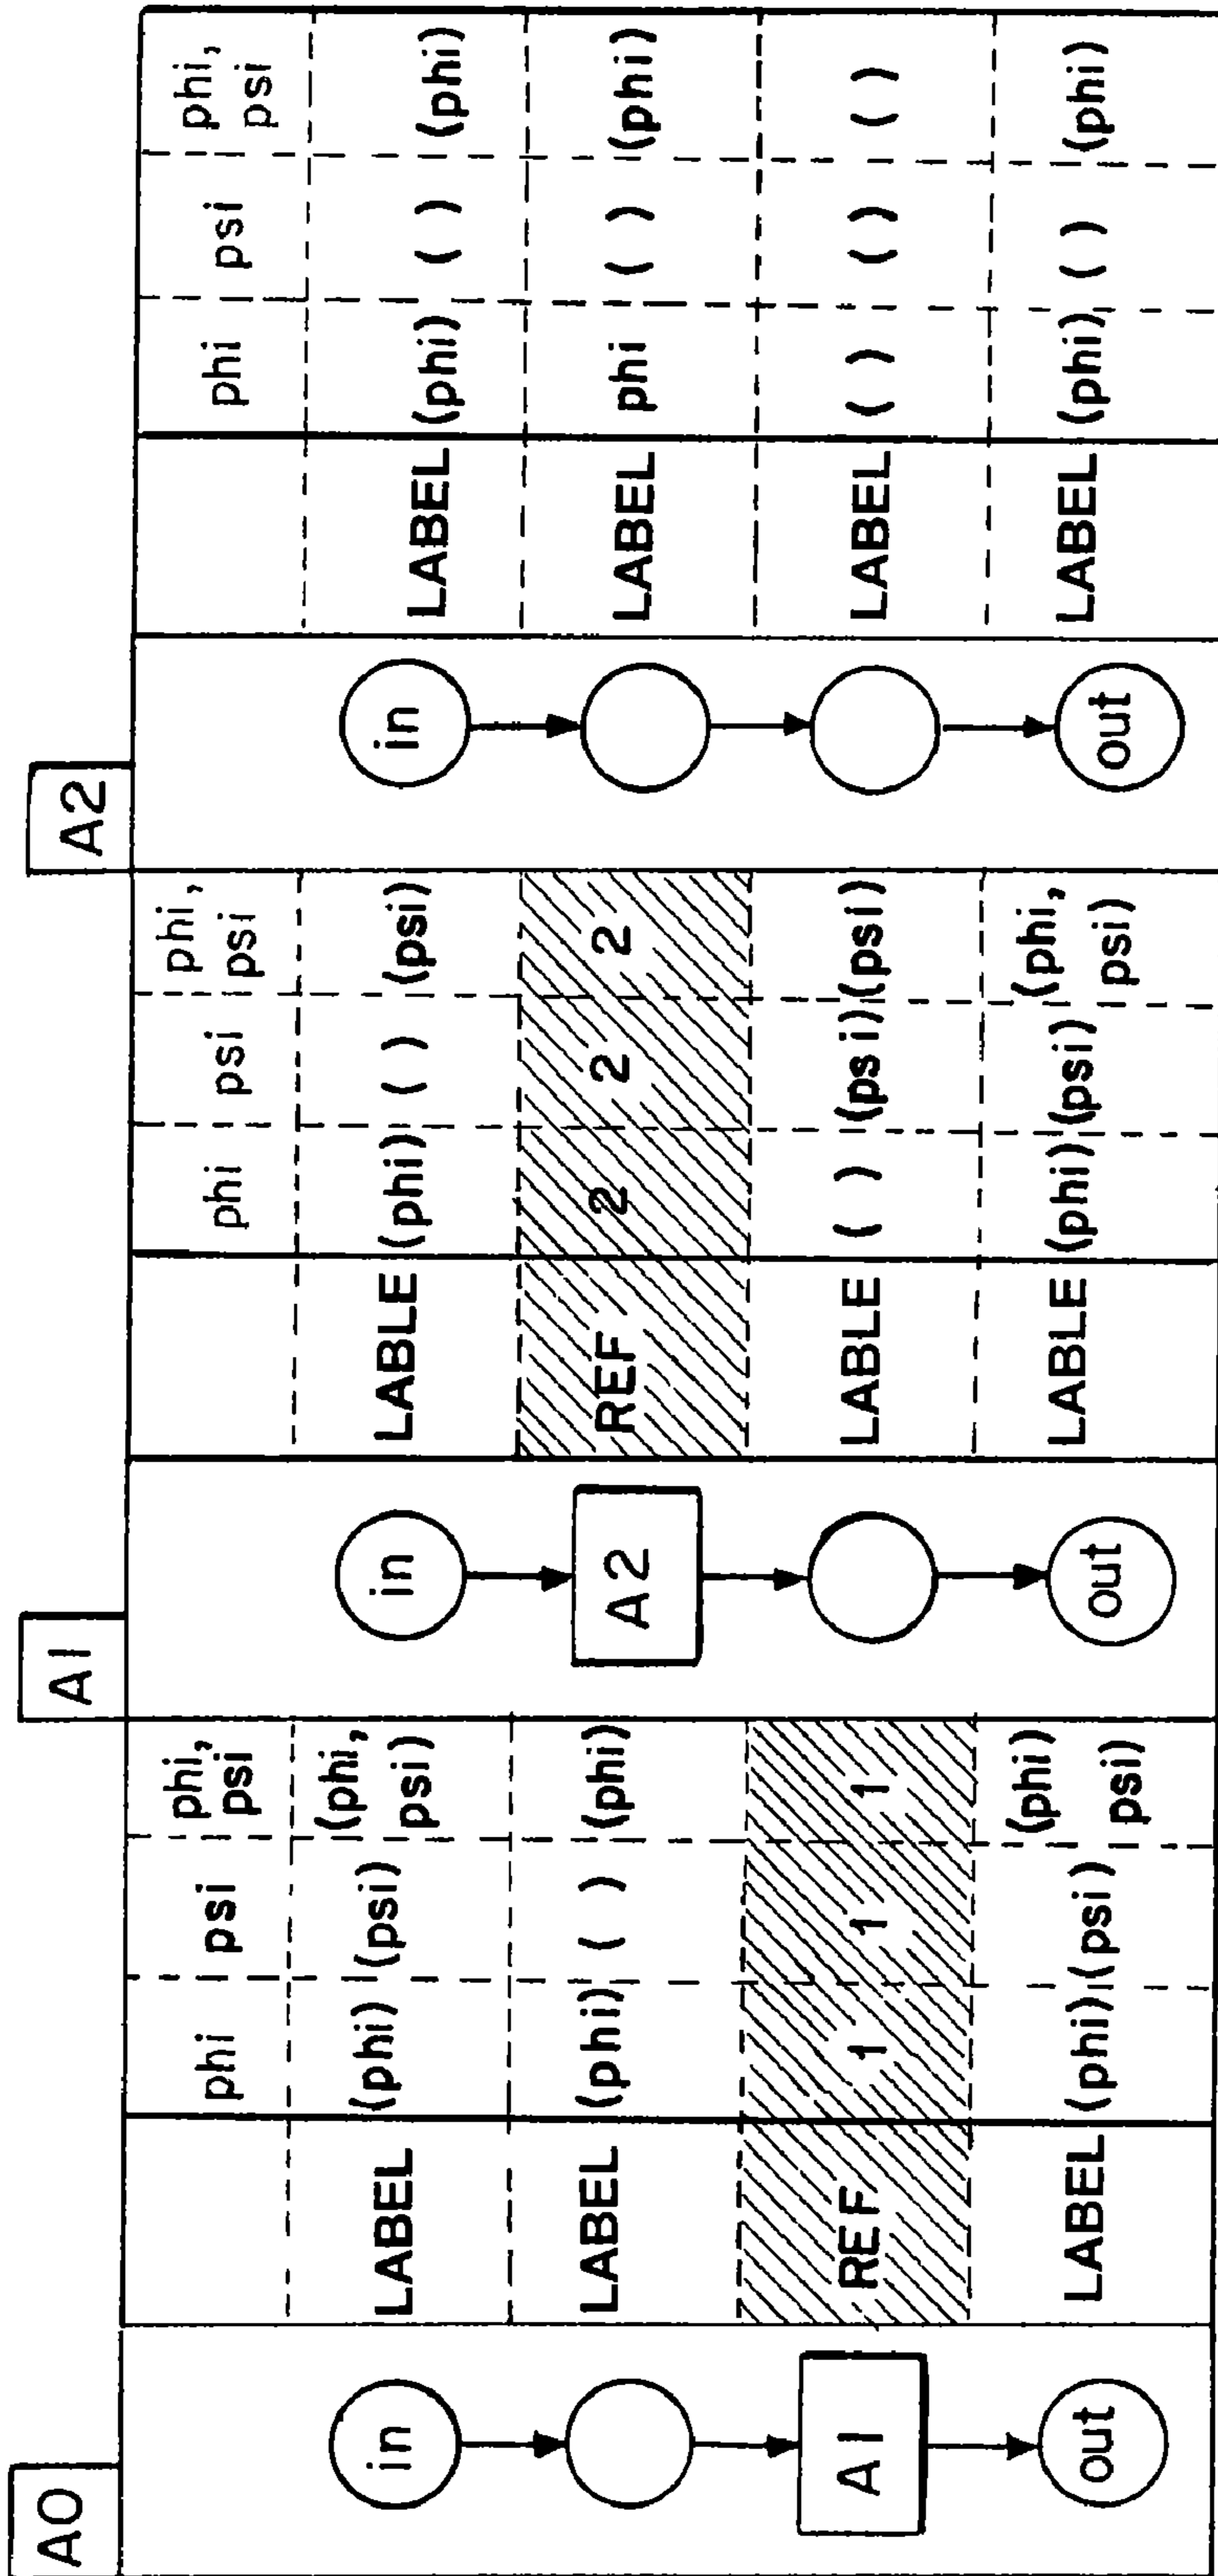 A0
phi psi phi,
psi
in LABEL (phi) (psi) (phi,
psi)
LABEL (phi) ( ) (phi)
A1 REF 1 1 1
out LABEL (phi) (psi) (phi)
psi)
A1
phi psi phi,
psi
in LABLE (phi) ( ) (psi)
A2 REF 2 2 2
LABLE ( ) (psi) (psi)
out LABLE (phi) (psi) (phi,
psi)
A2
phi psi phi,
psi
in LABEL (phi) ( ) (phi)
LABEL phi ( ) (phi)
LABEL ( ) ( ) ( )
out LABEL (phi) ( ) (phi)